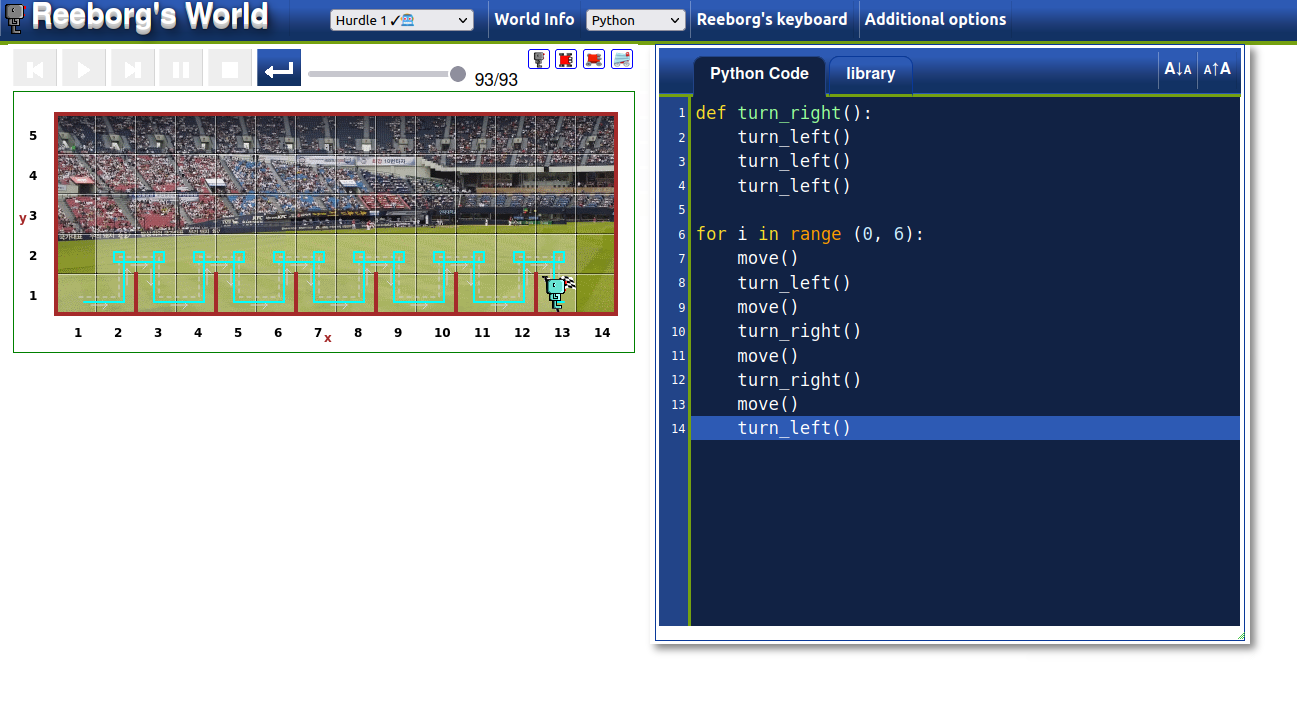 Reeborg's World
Hurdle 1 ✓
World Info
Python
Reeborg's keyboard
Additional options
93/93
5
4
y 3
2
1
1 2 3 4 5 6 7 x 8 9 10 11 12 13 14
Python Code
library
A↓A
A↑A
1 def turn_right():
2     turn_left()
3     turn_left()
4     turn_left()
5
6 for i in range (0, 6):
7     move()
8     turn_left()
9     move()
10     turn_right()
11     move()
12     turn_right()
13     move()
14     turn_left()